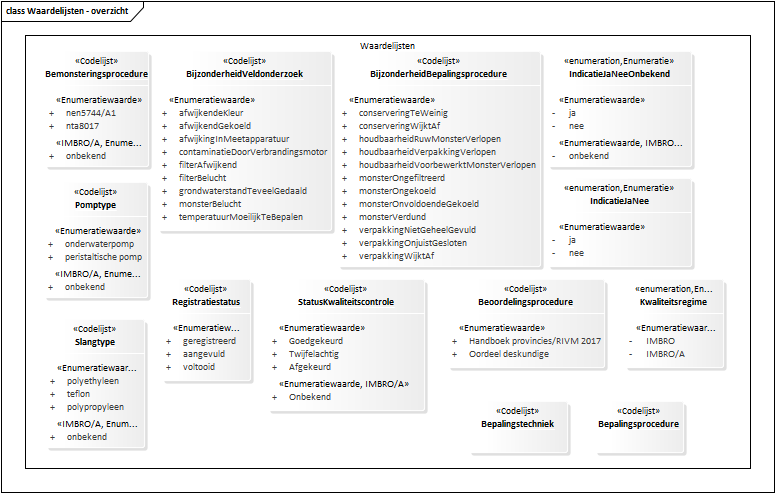 class Waardelijsten - overzicht
Waardelijsten
«Codelijst»
Bemonsteringsprocedure
«Enumeratiewaarde»
+ nen5744/A1
+ nta8017
«IMBRO/A, Enume...
+ onbekend
«Codelijst»
BijzonderheidVeldonderzoek
«Enumeratiewaarde»
+ afwijkendeKleur
+ afwijkendGekoeld
+ afwijkingInMeetapparatuur
+ contaminatieDoorVerbrandingsmotor
+ filterAfwijkend
+ filterBelucht
+ grondwaterstandTeveelGedaald
+ monsterBelucht
+ temperatuurMoeilijkTeBepalen
«Codelijst»
BijzonderheidBepalingsprocedure
«Enumeratiewaarde»
+ conserveringTeWeinig
+ conserveringWijktAf
+ houdbaarheidRuwMonsterVerlopen
+ houdbaarheidVerpakkingVerlopen
+ houdbaarheidVoorbewerktMonsterVerlopen
+ monsterOngefiltreerd
+ monsterOngekoeld
+ monsterOnvoldoendeGekoeld
+ monsterVerdund
+ verpakkingNietGeheelGevuld
+ verpakkingOnjuistGesloten
+ verpakkingWijktAf
«enumeration,Enumeratie»
IndicatieJaNeeOnbekend
«Enumeratiewaarde»
- ja
- nee
«Enumeratiewaarde, IMBRO...
- onbekend
«enumeration,Enumeratie»
IndicatieJaNee
«Enumeratiewaarde»
- ja
- nee
«Codelijst»
Pomptype
«Enumeratiewaarde»
+ onderwaterpomp
+ peristaltische pomp
«IMBRO/A, Enume...
+ onbekend
«Codelijst»
Registratiestatus
«Enumeratiew...
+ geregistreerd
+ aangevuld
+ voltooid
«Codelijst»
StatusKwaliteitscontrole
«Enumeratiewaarde»
+ Goedgekeurd
+ Twijfelachtig
+ Afgekeurd
«Enumeratiewaarde, IMBRO/A»
+ Onbekend
«Codelijst»
Beoordelingsprocedure
«Enumeratiewaarde»
+ Handboek provincies/RIVM 2017
+ Oordeel deskundige
«enumeration,En...
Kwaliteitsregime
«Enumeratiewaar...
- IMBRO
- IMBRO/A
«Codelijst»
Slangtype
«Enumeratiewaar...
+ polyethyleen
+ teflon
+ polypropyleen
«IMBRO/A, Enum...
+ onbekend
«Codelijst»
Bepalingstechniek
«Codelijst»
Bepalingsprocedure